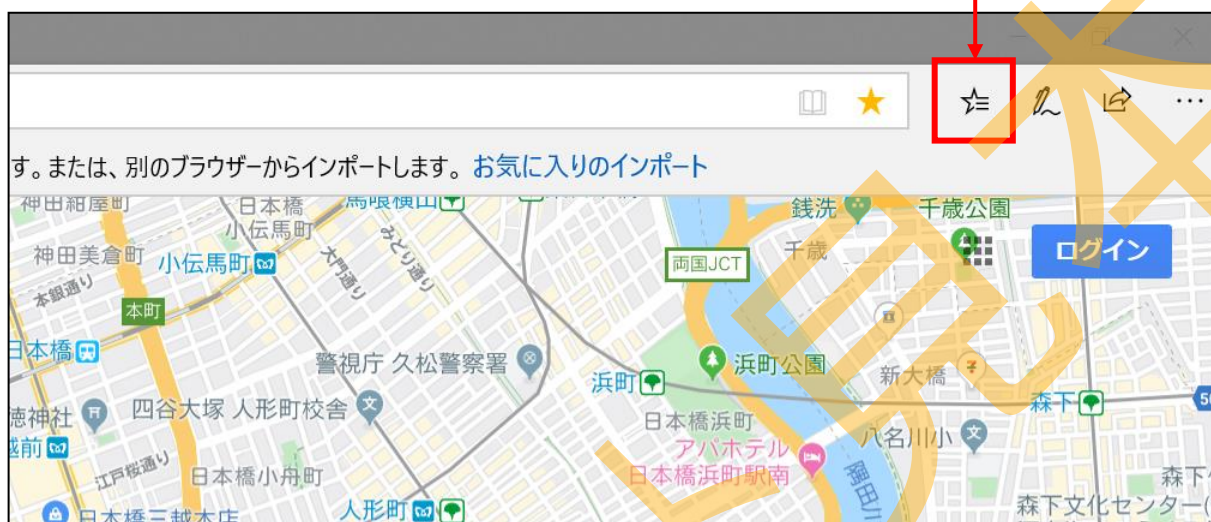 す。または、別のブラウザーからインポートします。 お気に入りのインポート
神田紺屋町
日本橋
小伝馬町
馬喰横山
銭洗
千歳公園
神田美倉町
小伝馬町
大門通り
みどり通り
両国JCT
千歳
ログイン
本銀通り
本町
日本橋
警視庁 久松警察署
浜町
浜町公園
新大橋
徳神社
四谷大塚 人形町校舎
日本橋浜町
森下
50
越前
アパホテル
日本橋浜町駅南
八名川小
江戸桜通り
日本橋小舟町
隅田川
森下
人形町
森下文化センター(
日本橋三越本店